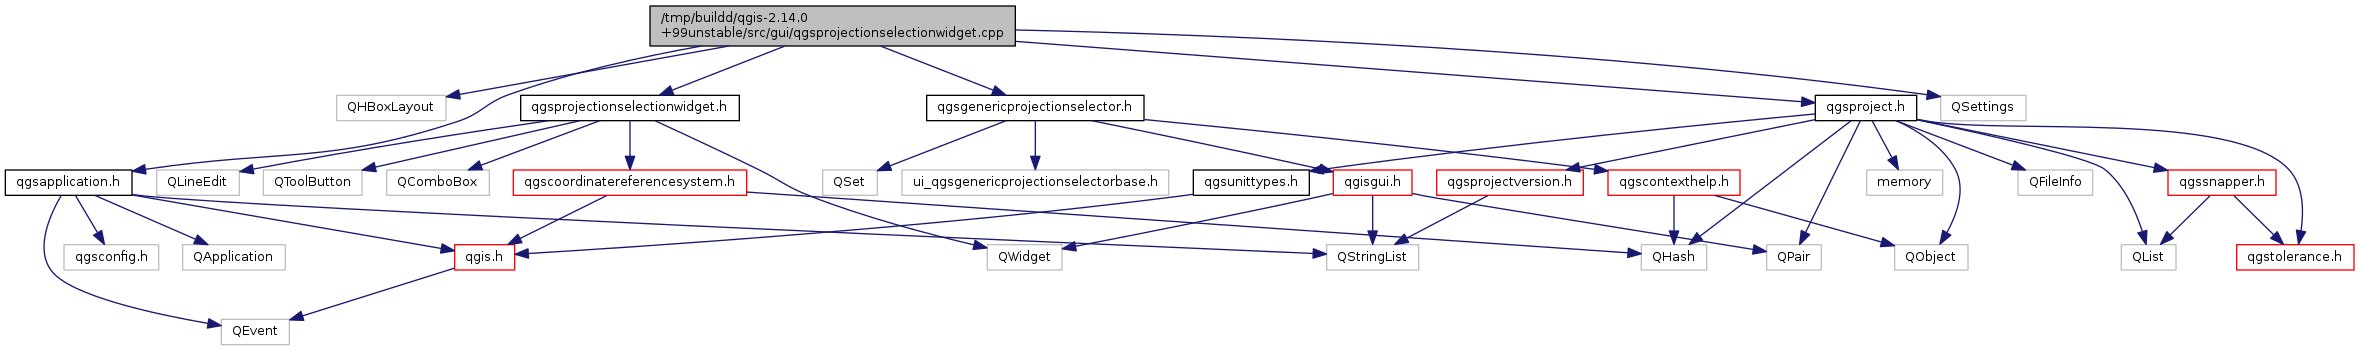 /tmp/buildd/qgis-2.14.0
+99unstable/src/gui/qgsprojectionselectionwidget.cpp
QHBoxLayout
qgsprojectionselectionwidget.h
qgsgenericprojectionselector.h
qgsproject.h
QSettings
qgsapplication.h
QLineEdit
QToolButton
QComboBox
qgscoordinatereferencesystem.h
QSet
ui_qgsgenericprojectionselectorbase.h
qgsunittypes.h
qgisgui.h
qgsprojectversion.h
qgscontexthelp.h
memory
QFileInfo
qgssnapper.h
qgsconfig.h
QApplication
qgis.h
QWidget
QStringList
QHash
QPair
QObject
QList
qgstolerance.h
QEvent